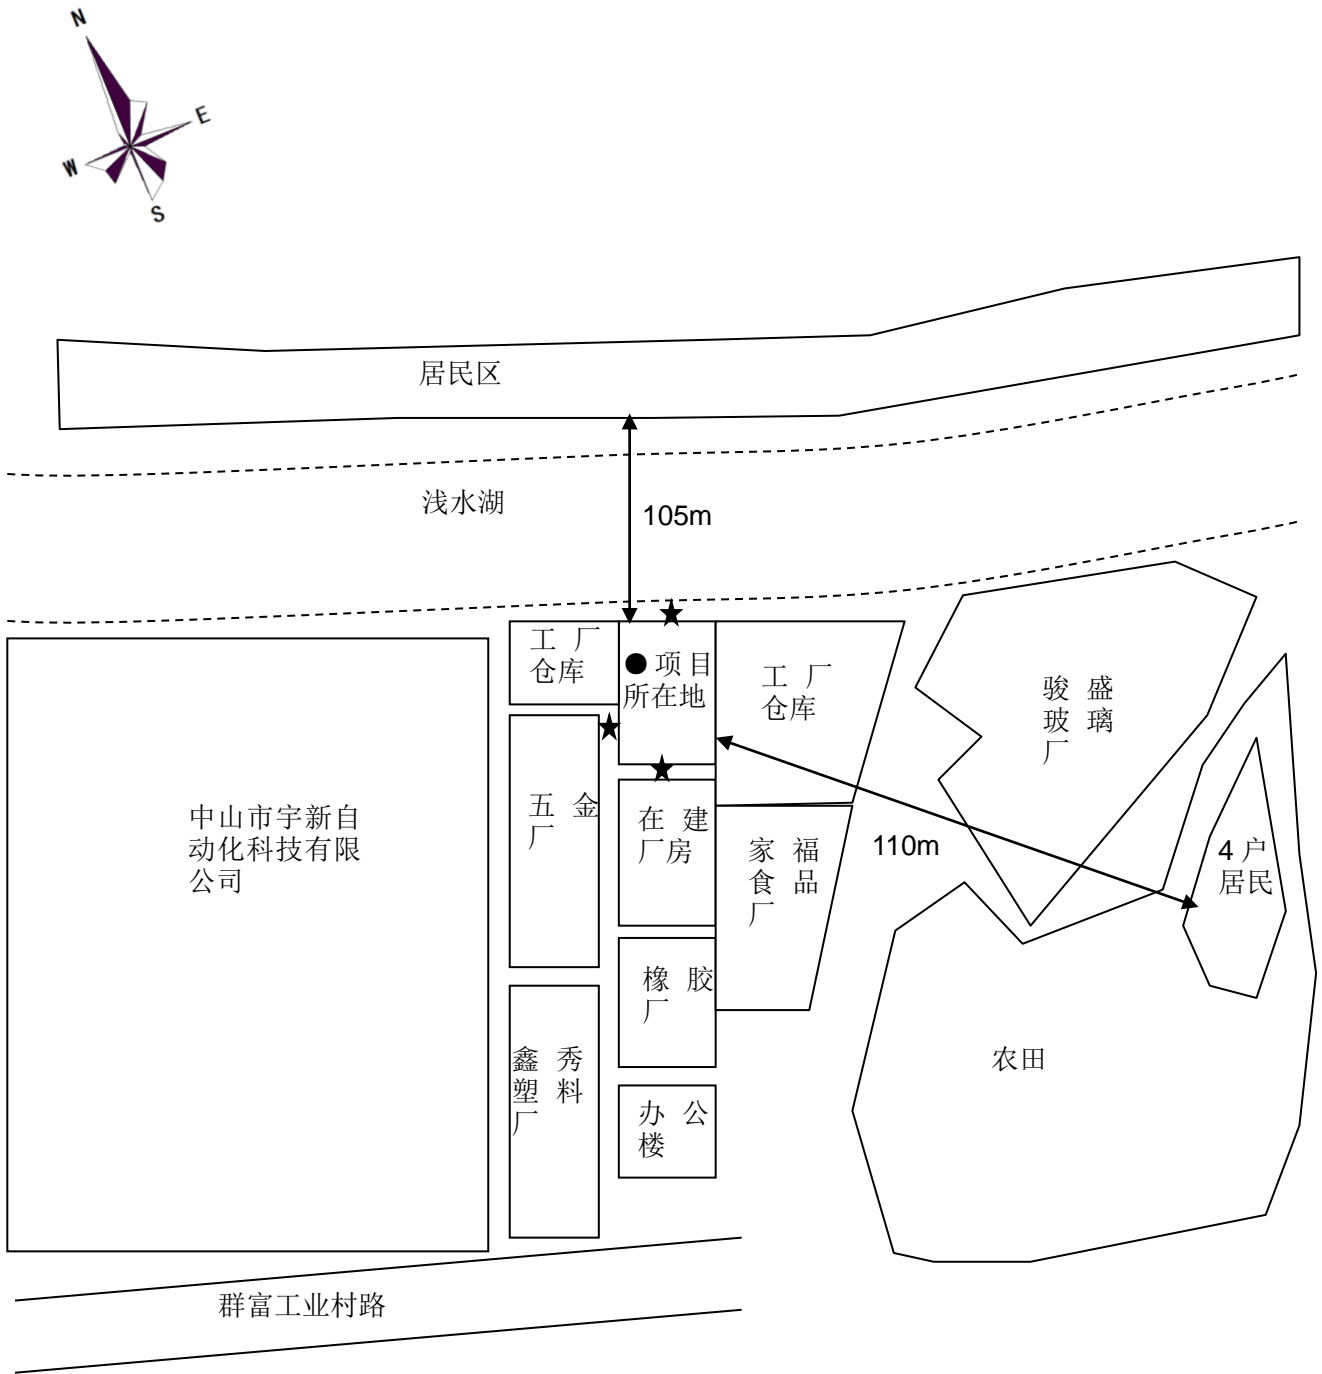 N
E
W
S
居民区
浅水湖
105m
工厂
仓库
●项目
所在地
工厂
仓库
骏盛
玻璃
厂
中山市宇新自
动化科技有限
公司
五金
厂
在建
厂房
家福
食品
厂
110m
4户
居民
橡胶
厂
鑫秀
塑料
厂
办公
楼
农田
群富工业村路